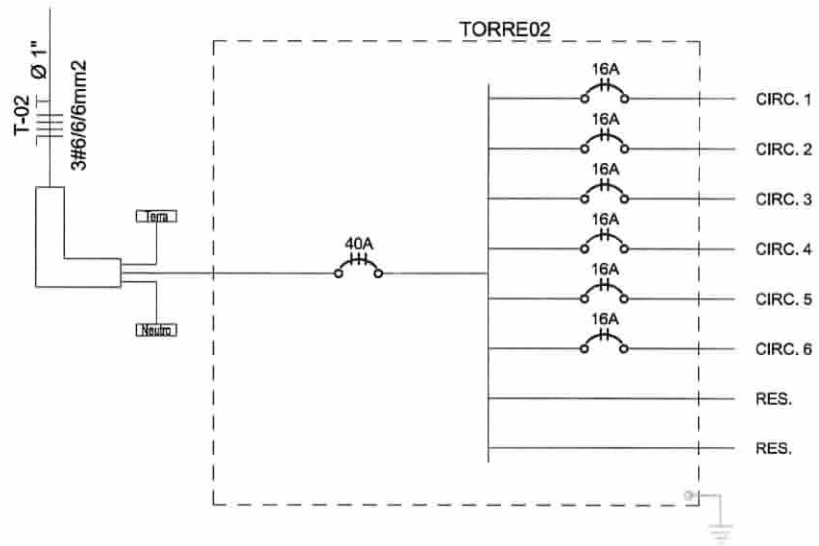 TORRE02
Ø 1"
T-02
3#6/6/6mm2
Terra
Neutro
40A
16A
CIRC. 1
16A
CIRC. 2
16A
CIRC. 3
16A
CIRC. 4
16A
CIRC. 5
16A
CIRC. 6
RES.
RES.